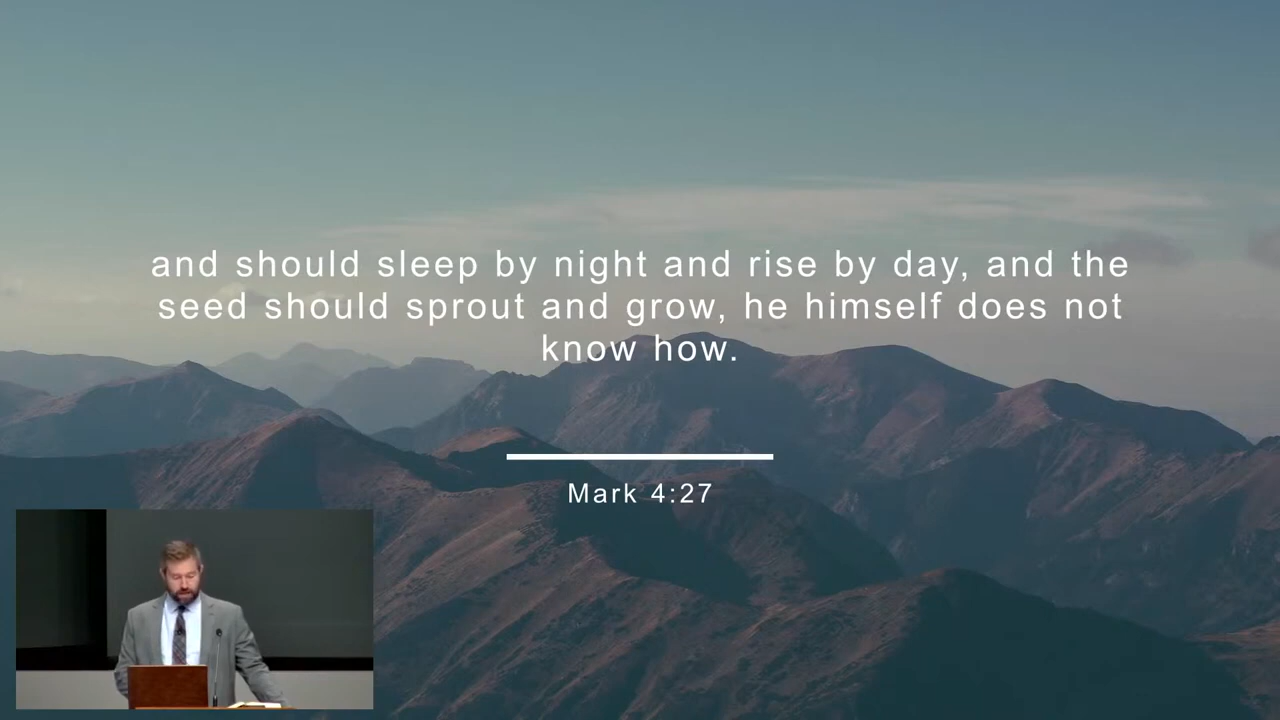 and should sleep by night and rise by day, and the
seed should sprout and grow, he himself does not
know how.
Mark 4:27